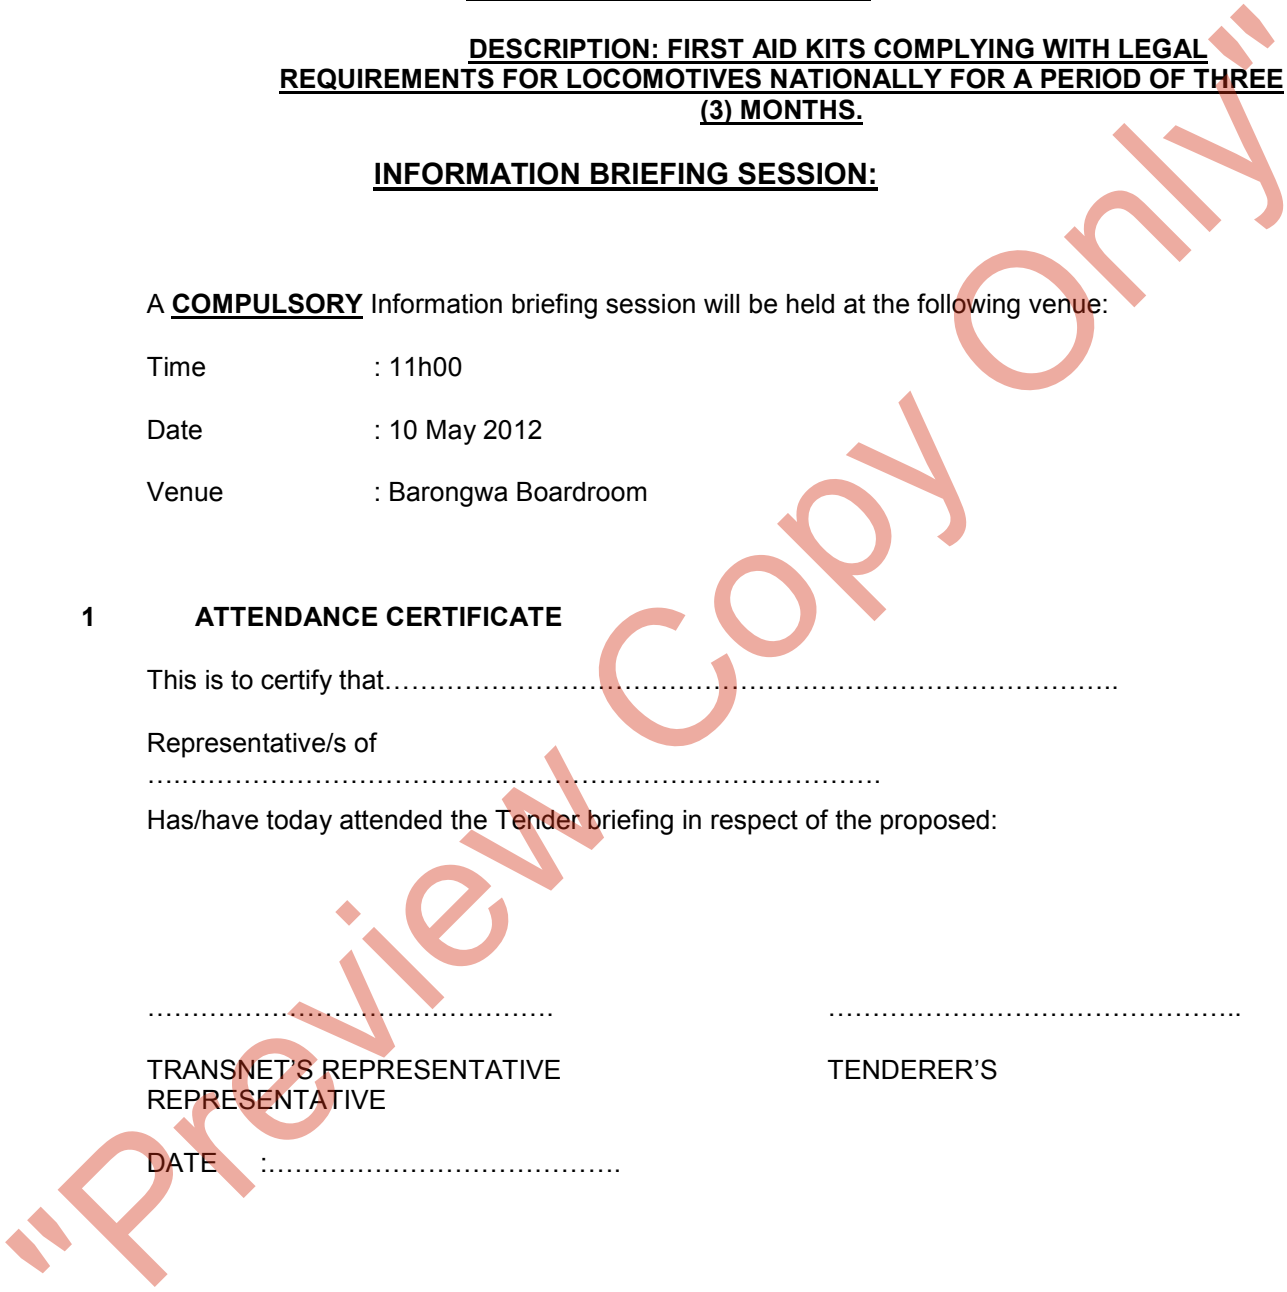 DESCRIPTION: FIRST AID KITS COMPLYING WITH LEGAL
REQUIREMENTS FOR LOCOMOTIVES NATIONALLY FOR A PERIOD OF THREE
(3) MONTHS.
INFORMATION BRIEFING SESSION:
A COMPULSORY Information briefing session will be held at the following venue:
Time : 11h00
Date : 10 May 2012
Venue : Barongwa Boardroom
1 ATTENDANCE CERTIFICATE
This is to certify that…………………………………………………………………………..
Representative/s of
….……………………………………………………………………….
Has/have today attended the Tender briefing in respect of the proposed:
………………………………………. ………………………………………..
TRANSNET'S REPRESENTATIVE TENDERER'S
REPRESENTATIVE
DATE :………………………………….
"Preview Copy Only"